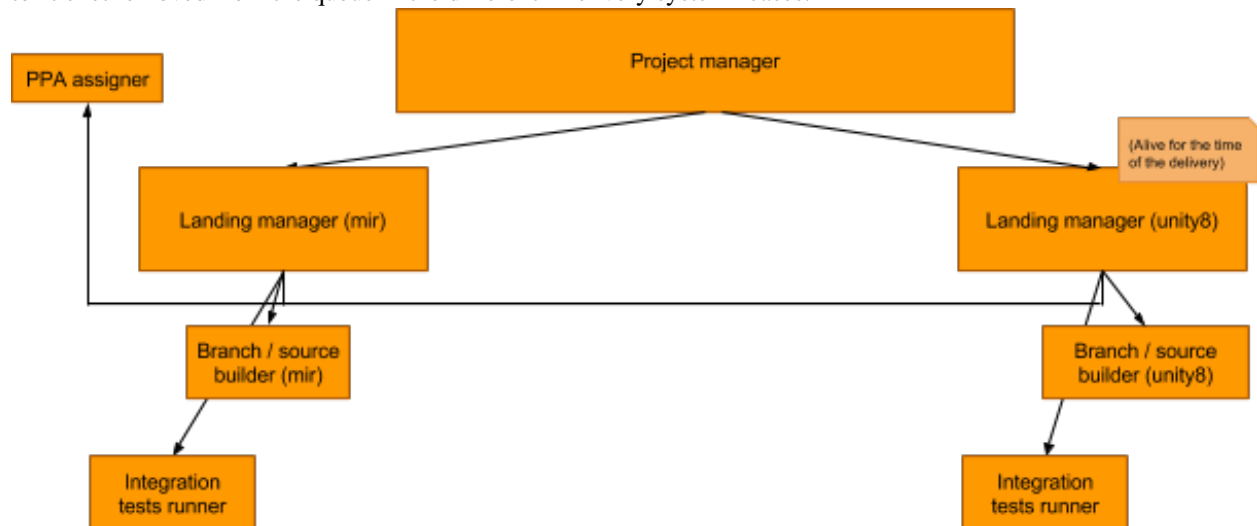 Project manager
PPA assigner
(Alive for the time
of the delivery)
Landing manager (mir)
Landing manager (unity8)
Branch / source
builder (mir)
Branch / source
builder (unity8)
Integration
tests runner
Integration
tests runner